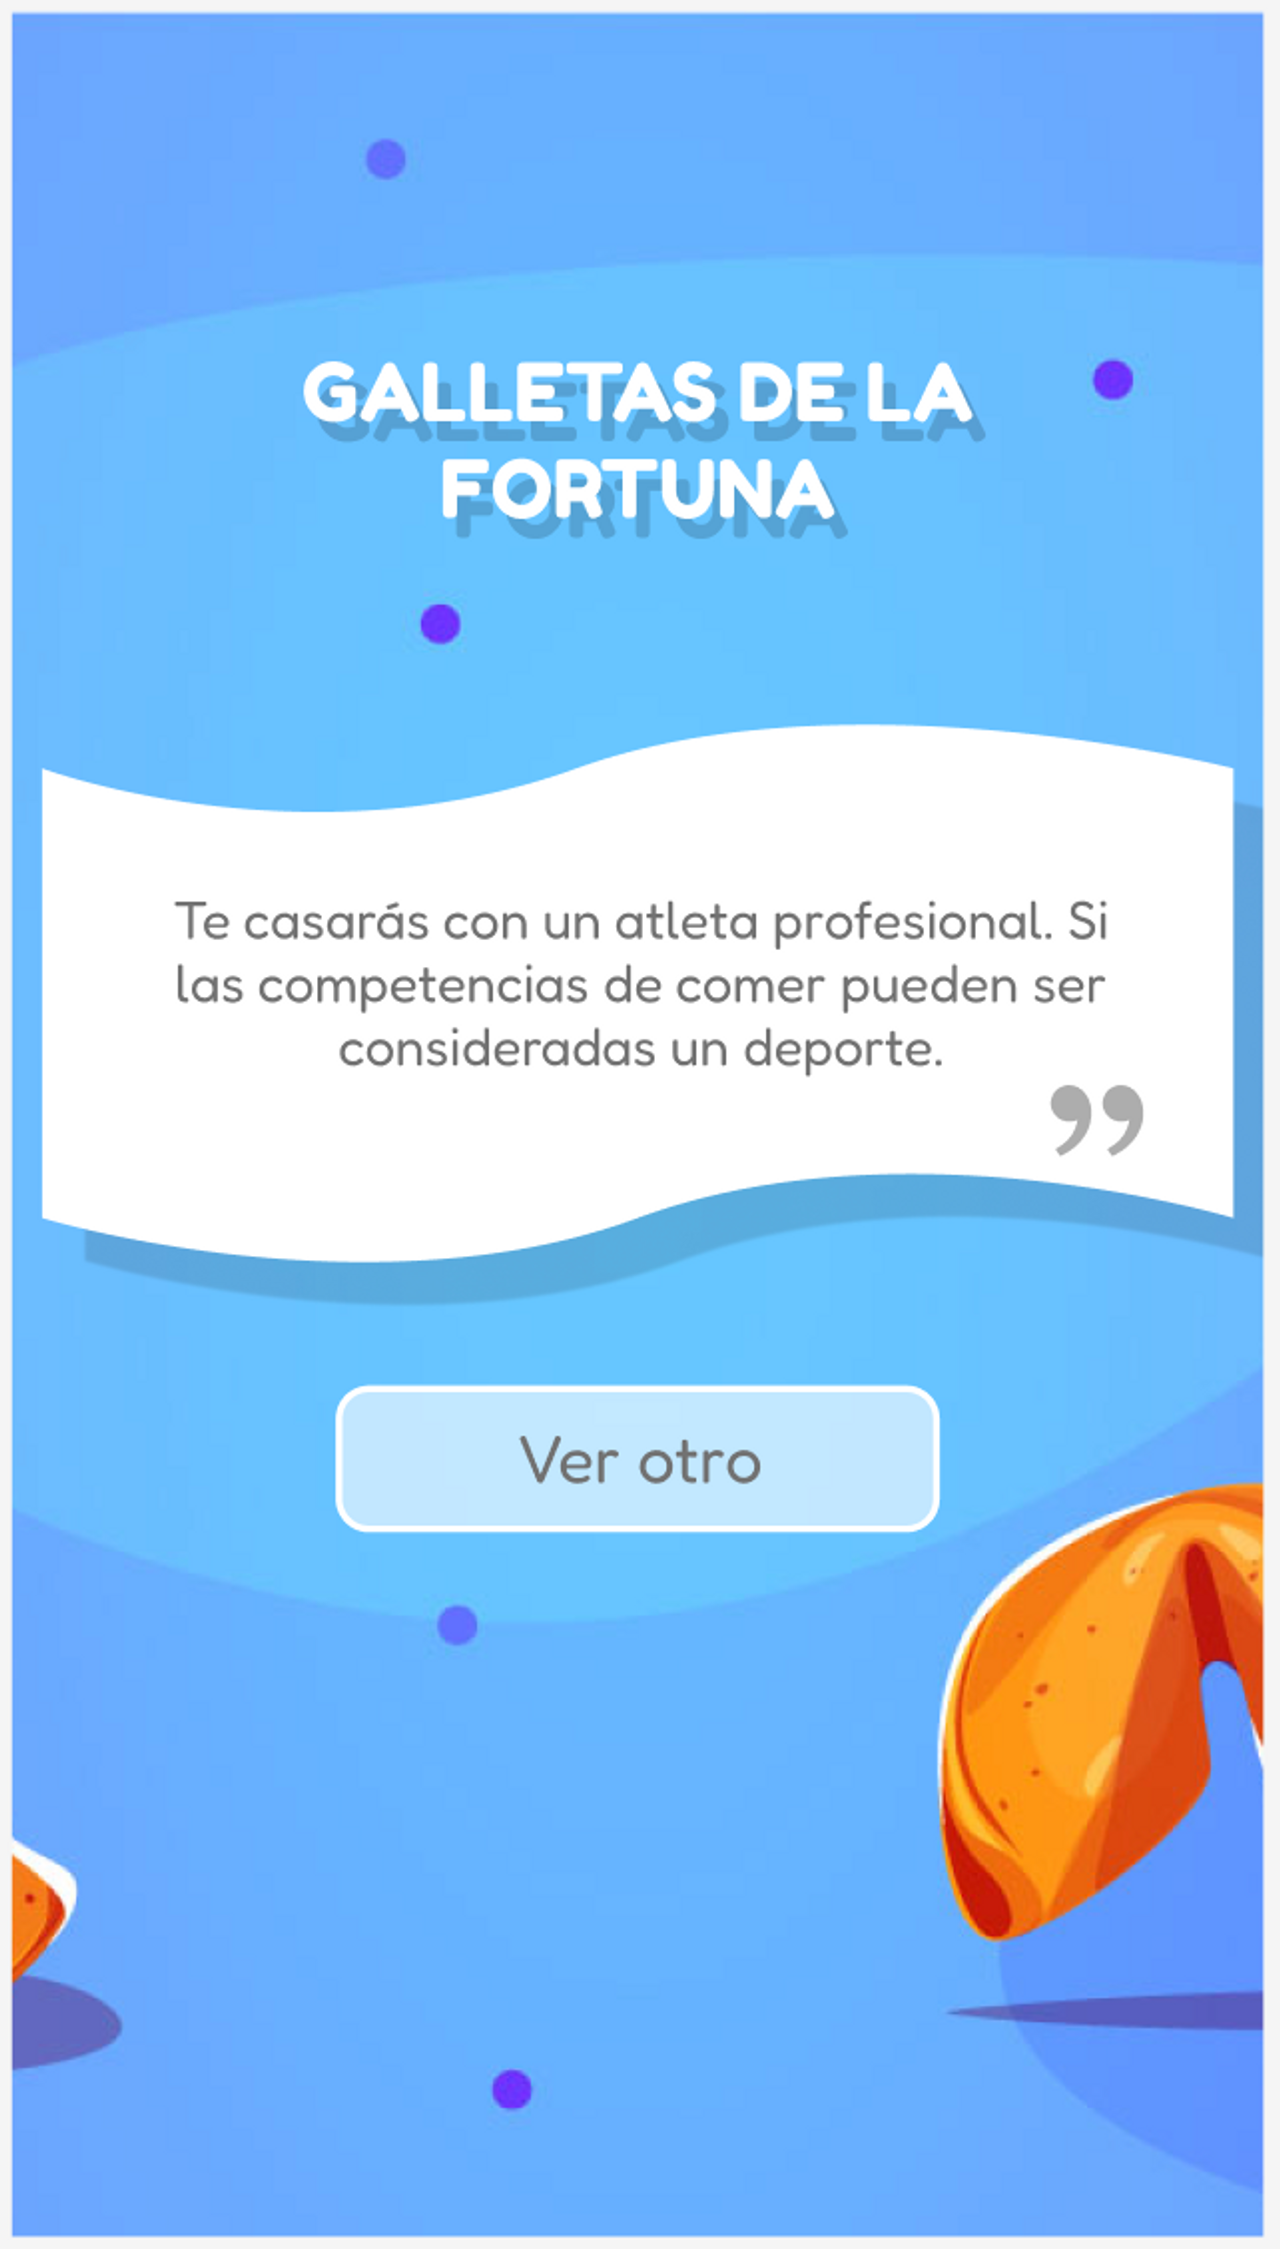 GALLETAS DE LA
FORTUNA
Te casarás con un atleta profesional. Si
las competencias de comer pueden ser
consideradas un deporte.
”
Ver otro